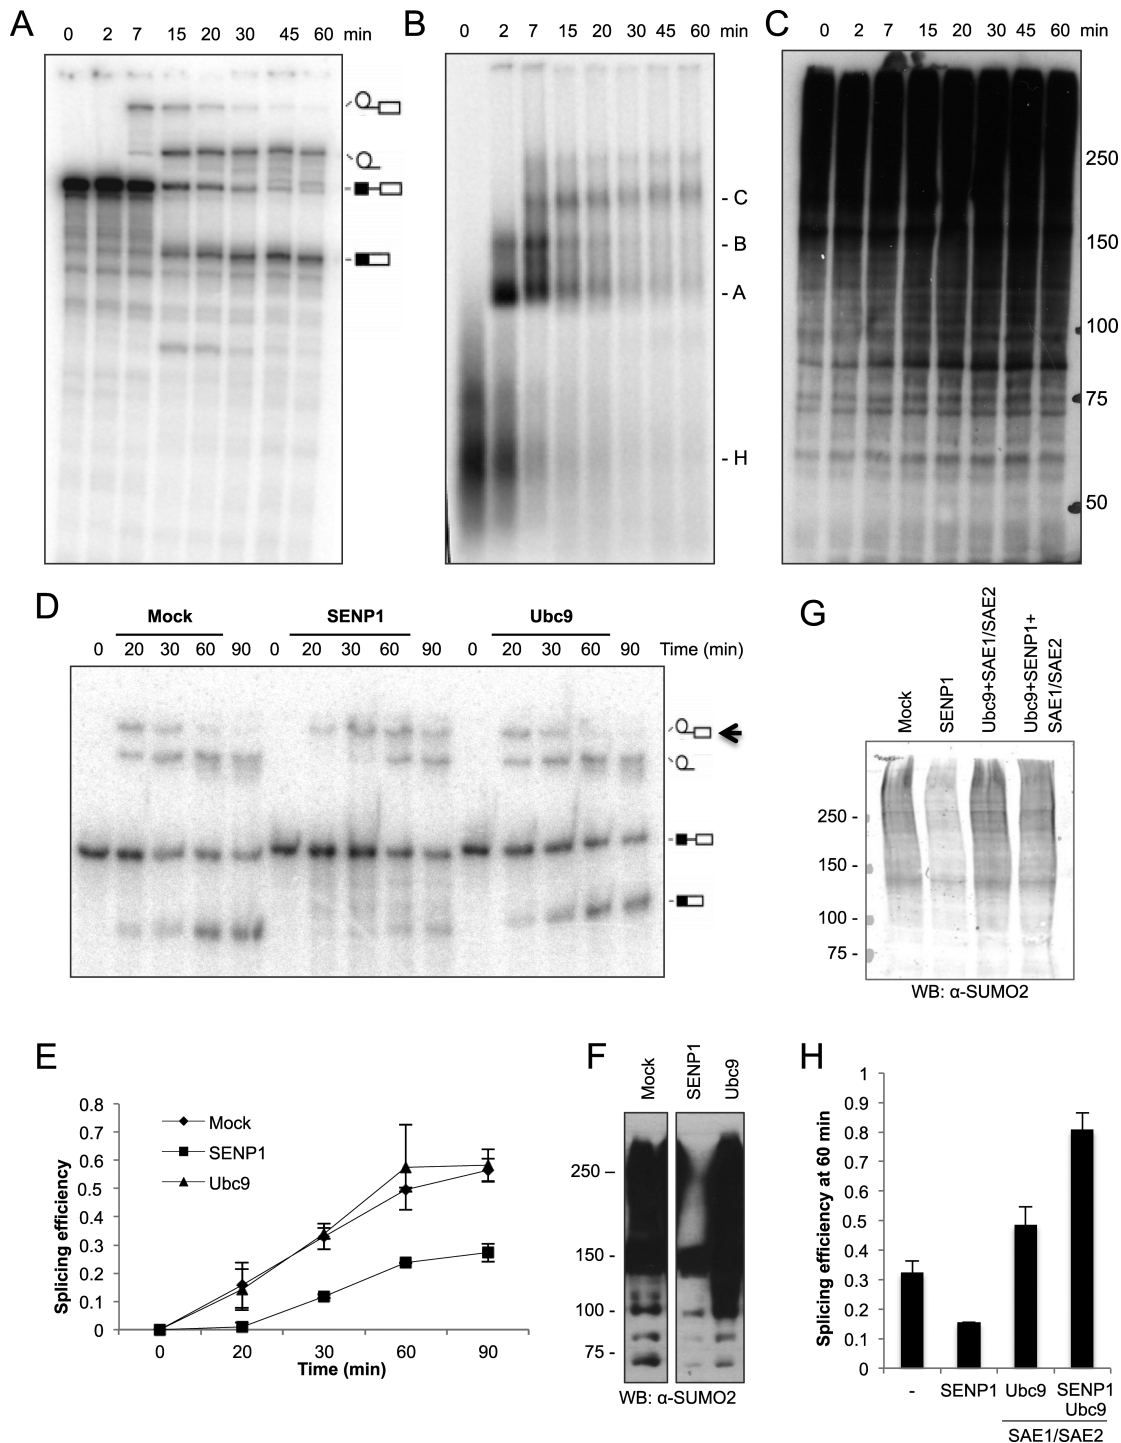 A
0 2 7 15 20 30 45 60 min
B
0 2 7 15 20 30 45 60 min
- C
- B
- A
- H
C
0 2 7 15 20 30 45 60 min
250
150
100
75
50
D
Mock SENP1 Ubc9
0 20 30 60 90 0 20 30 60 90 0 20 30 60 90 Time (min)
G
Mock
SENP1
Ubc9+SAE1/SAE2
Ubc9+SENP1+
SAE1/SAE2
250 -
150 -
100 -
75 -
WB: α-SUMO2
E
Splicing efficiency
0.8
0.7
0.6
0.5
0.4
0.3
0.2
0.1
0
Mock
SENP1
Ubc9
0 20 30 60 90
Time (min)
F
Mock
SENP1
Ubc9
250 –
150 -
100 -
75 -
WB: α-SUMO2
H
Splicing efficiency at 60 min
1
0.9
0.8
0.7
0.6
0.5
0.4
0.3
0.2
0.1
0
- SENP1 Ubc9 SENP1
Ubc9
SAE1/SAE2